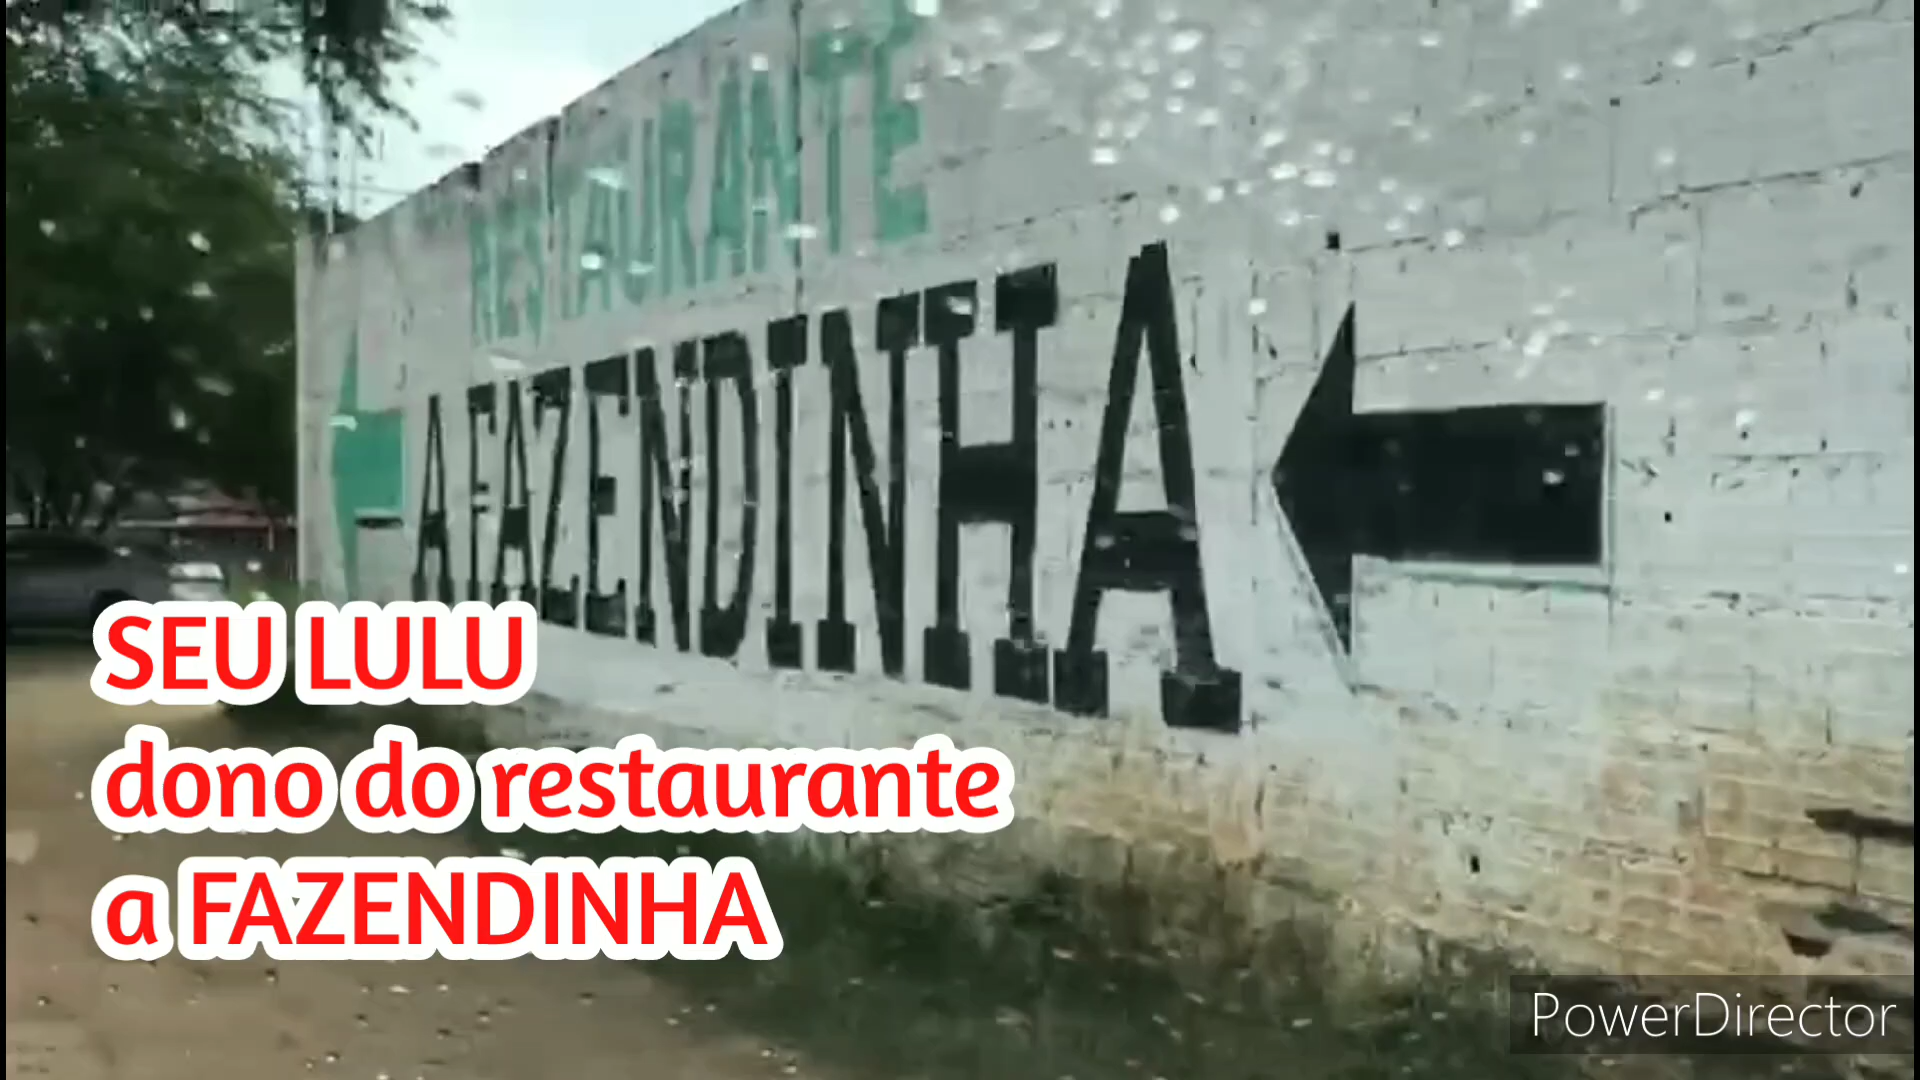 RESTAURANTE
A FAZENDINHA
SEU LULU
dono do restaurante
a FAZENDINHA
PowerDirector